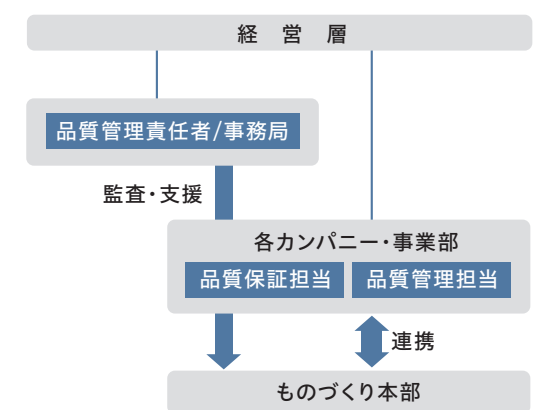 経 営 層
品質管理責任者/事務局
監査・支援
各カンパニー・事業部
品質保証担当
品質管理担当
連携
ものづくり本部